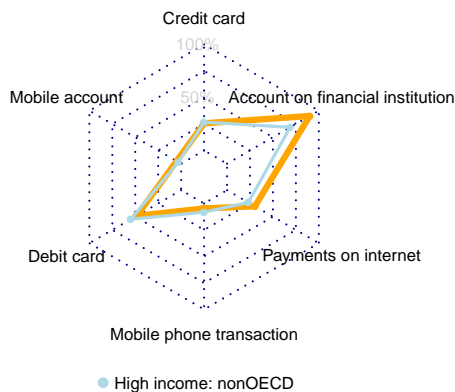 Credit card
100%
50%
Mobile account
Account on financial institution
Debit card
Payments on internet
Mobile phone transaction
High income: nonOECD